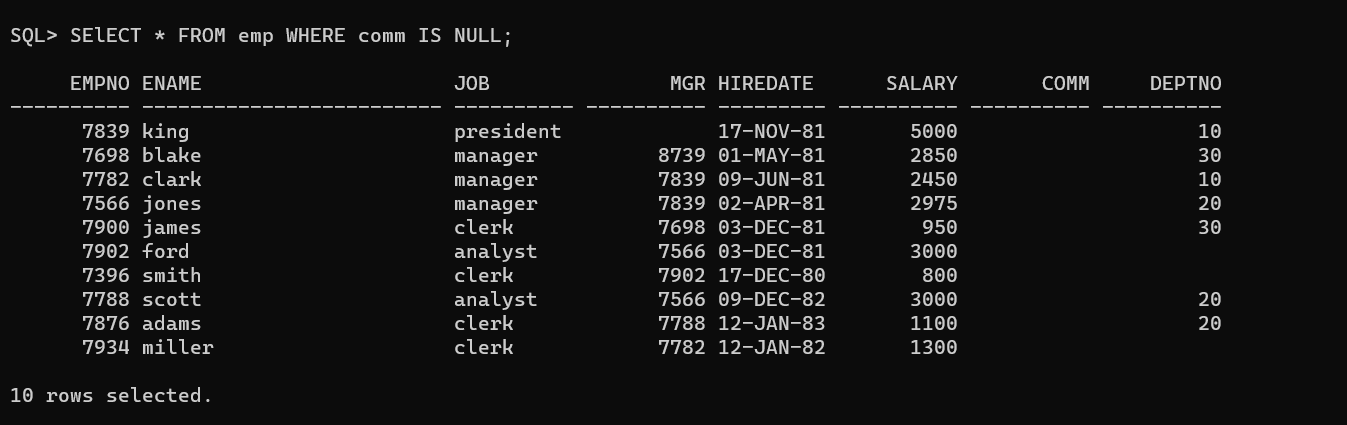 SQL> SElECT * FROM emp WHERE comm IS NULL;
     EMPNO ENAME                     JOB               MGR HIREDATE      SALARY       COMM     DEPTNO
---------- ------------------------- ---------- ---------- --------- ---------- ---------- ----------
      7839 king                      president             17-NOV-81       5000                    10
      7698 blake                     manager          8739 01-MAY-81       2850                    30
      7782 clark                     manager          7839 09-JUN-81       2450                    10
      7566 jones                     manager          7839 02-APR-81       2975                    20
      7900 james                     clerk            7698 03-DEC-81        950                    30
      7902 ford                      analyst          7566 03-DEC-81       3000
      7396 smith                     clerk            7902 17-DEC-80        800
      7788 scott                     analyst          7566 09-DEC-82       3000                    20
      7876 adams                     clerk            7788 12-JAN-83       1100                    20
      7934 miller                    clerk            7782 12-JAN-82       1300
10 rows selected.